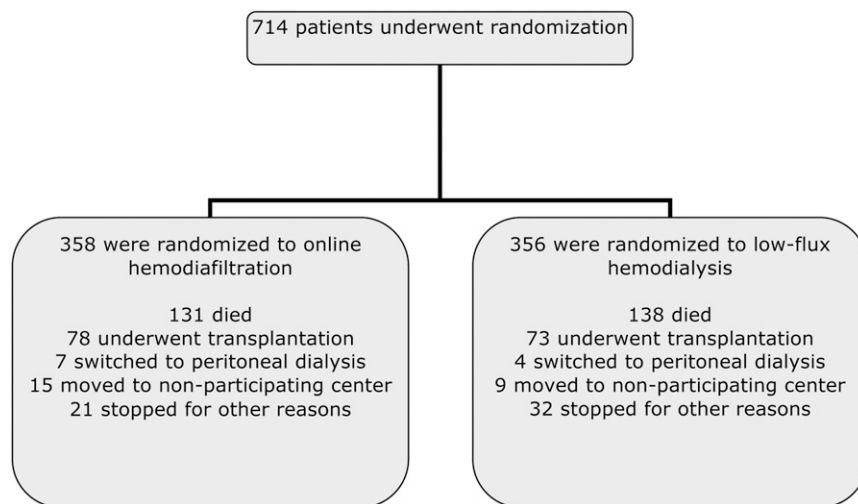 714 patients underwent randomization
358 were randomized to online
hemodiafiltration
131 died
78 underwent transplantation
7 switched to peritoneal dialysis
15 moved to non-participating center
21 stopped for other reasons
356 were randomized to low-flux
hemodialysis
138 died
73 underwent transplantation
4 switched to peritoneal dialysis
9 moved to non-participating center
32 stopped for other reasons